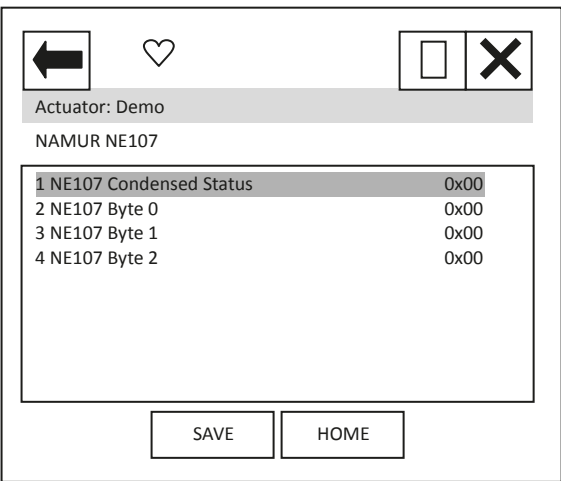 Actuator: Demo
NAMUR NE107
1 NE107 Condensed Status 0x00
2 NE107 Byte 0 0x00
3 NE107 Byte 1 0x00
4 NE107 Byte 2 0x00
SAVE HOME